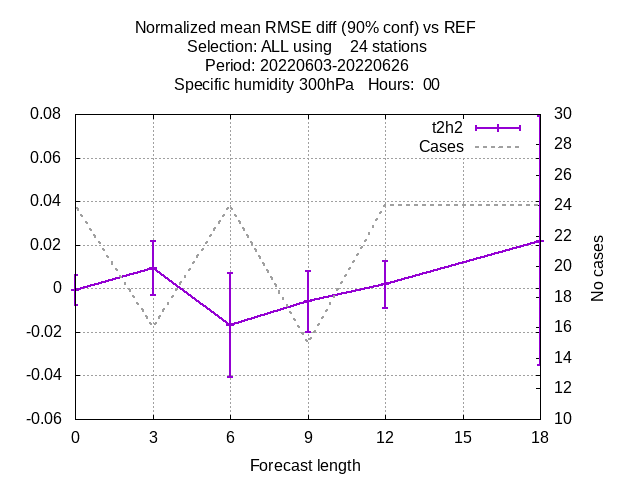 Normalized mean RMSE diff (90% conf) vs REF
Selection: ALL using    24 stations
Period: 20220603-20220626
Specific humidity 300hPa   Hours:  00
0.08
0.06
0.04
0.02
0
-0.02
-0.04
-0.06
t2h2
Cases
30
28
26
24
22
20
18
16
14
12
10
No cases
0 3 6 9 12 15 18
Forecast length